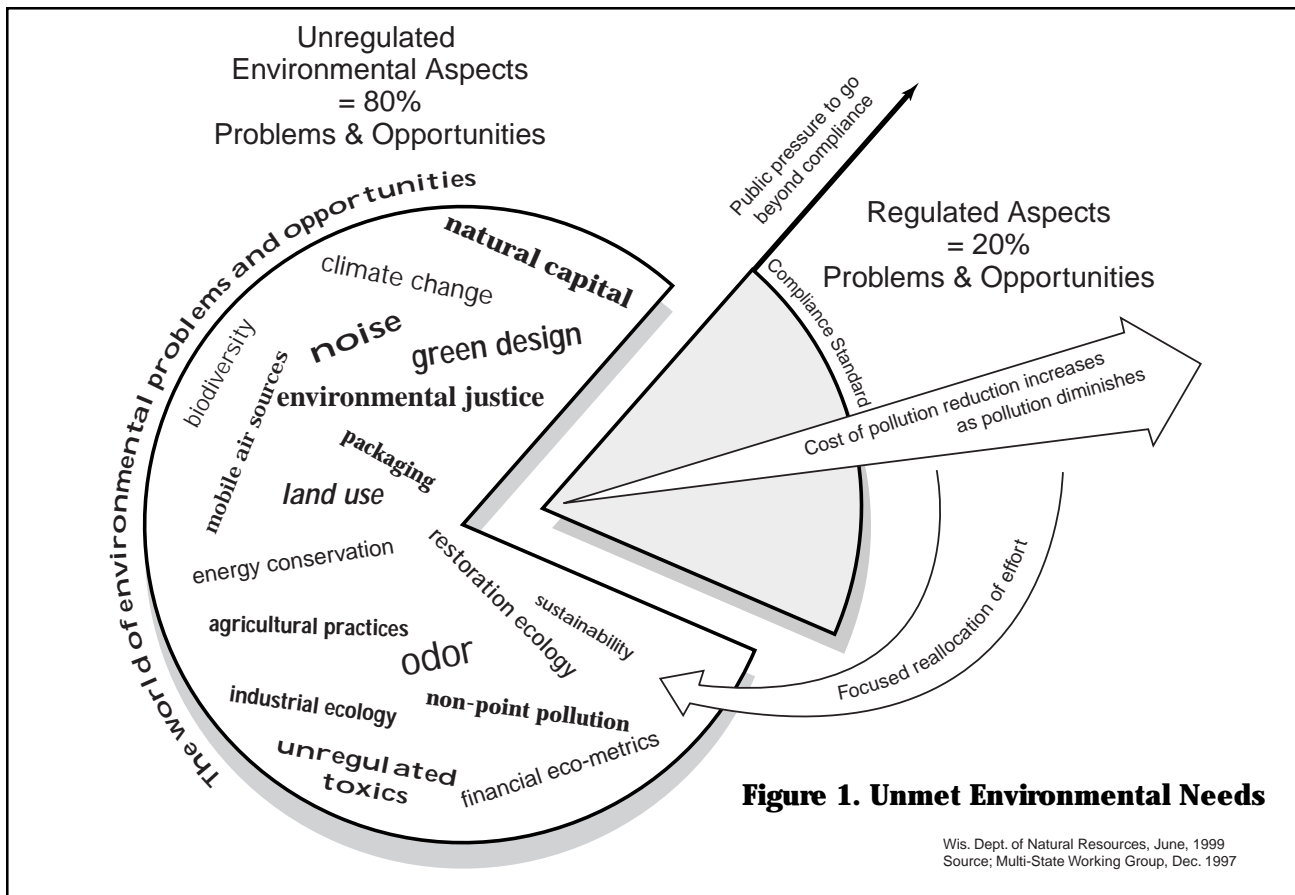 Unregulated
Environmental Aspects
= 80%
Problems & Opportunities
Public pressure to go
beyond compliance
Regulated Aspects
= 20%
Problems & Opportunities
The world of environmental problems and opportunities
natural capital
climate change
noise
green design
biodiversity
mobile air sources
environmental justice
packaging
land use
energy conservation
restoration ecology
sustainability
agricultural practices
odor
industrial ecology
non-point pollution
unregulated
toxics
financial eco-metrics
Compliance Standard
Cost of pollution reduction increases
as pollution diminishes
Focused reallocation of effort
Figure 1. Unmet Environmental Needs
Wis. Dept. of Natural Resources, June, 1999
Source; Multi-State Working Group, Dec. 1997